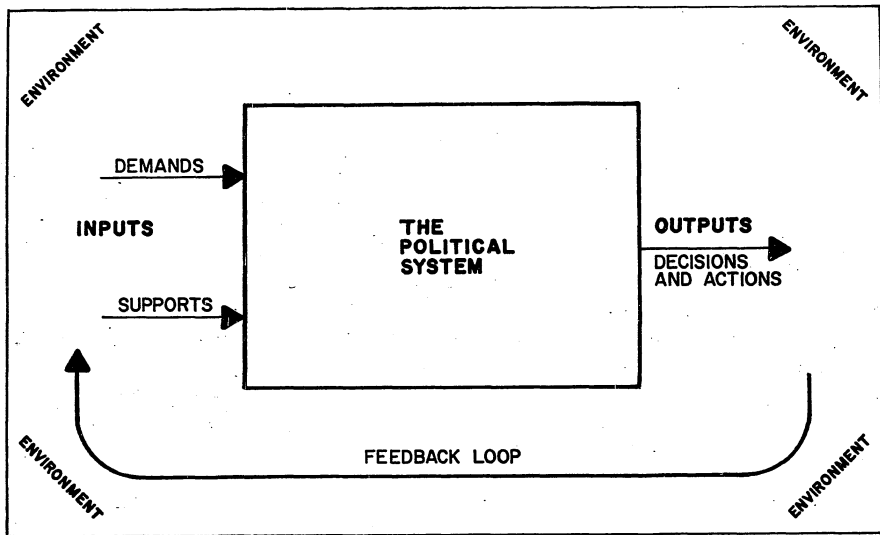 ENVIRONMENT
ENVIRONMENT
DEMANDS
INPUTS
SUPPORTS
THE
POLITICAL
SYSTEM
OUTPUTS
DECISIONS
AND ACTIONS
FEEDBACK LOOP
ENVIRONMENT
ENVIRONMENT